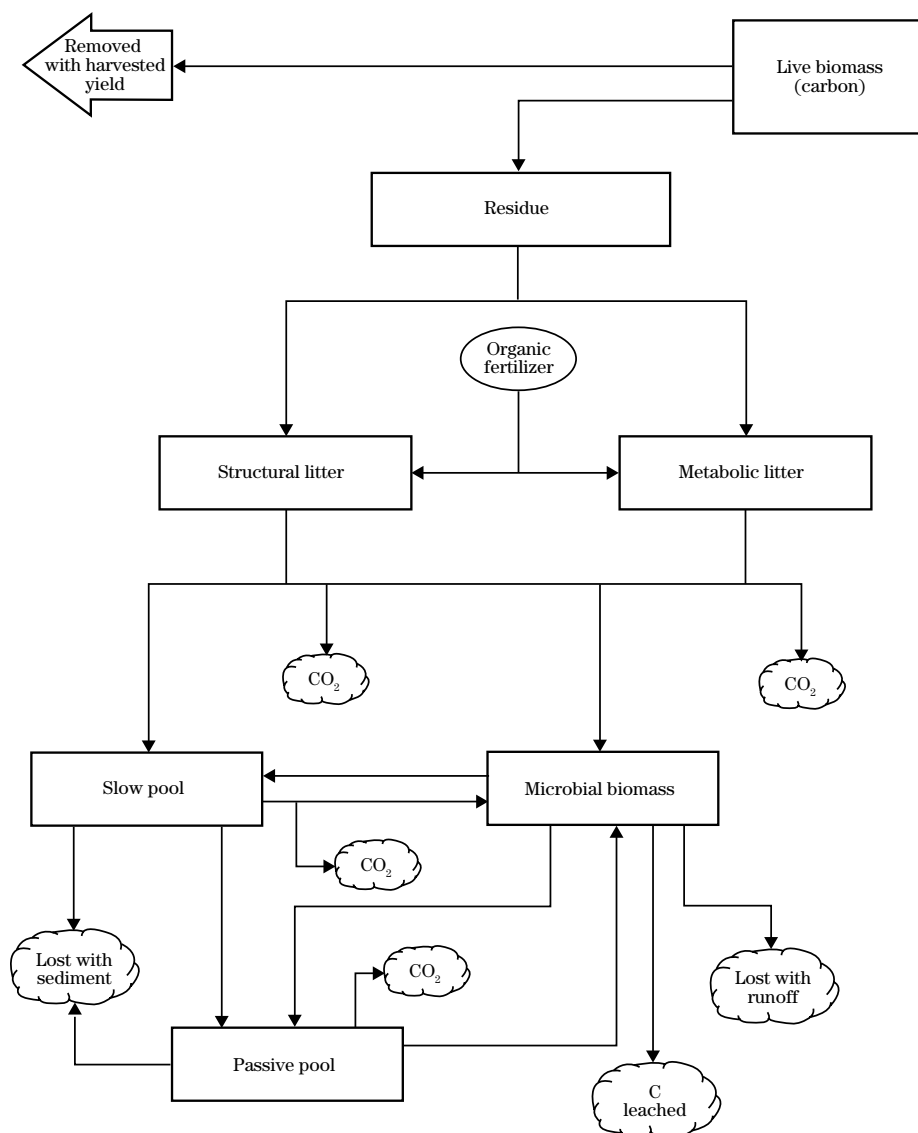 Removed
with harvested
yield
Live biomass
(carbon)
Residue
Organic
fertilizer
Structural litter
Metabolic litter
CO₂
CO₂
Slow pool
Microbial biomass
CO₂
Lost with
sediment
CO₂
Lost with
runoff
Passive pool
C
leached